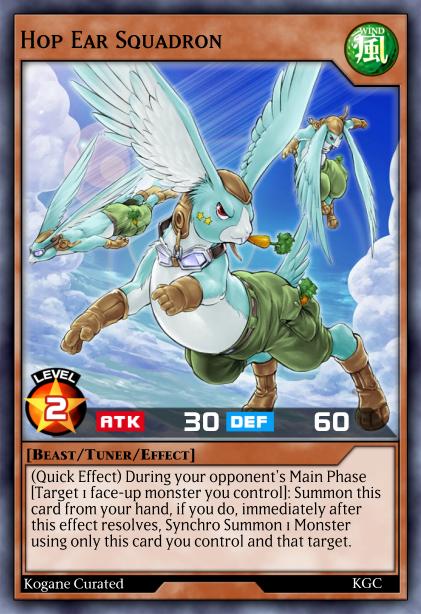 Hop Ear Squadron
WIND
風
LEVEL
2
ATK 30 DEF 60
[Beast/Tuner/Effect]
(Quick Effect) During your opponent's Main Phase
[Target 1 face-up monster you control]: Summon this
card from your hand, if you do, immediately after
this effect resolves, Synchro Summon 1 Monster
using only this card you control and that target.
Kogane Curated KGC